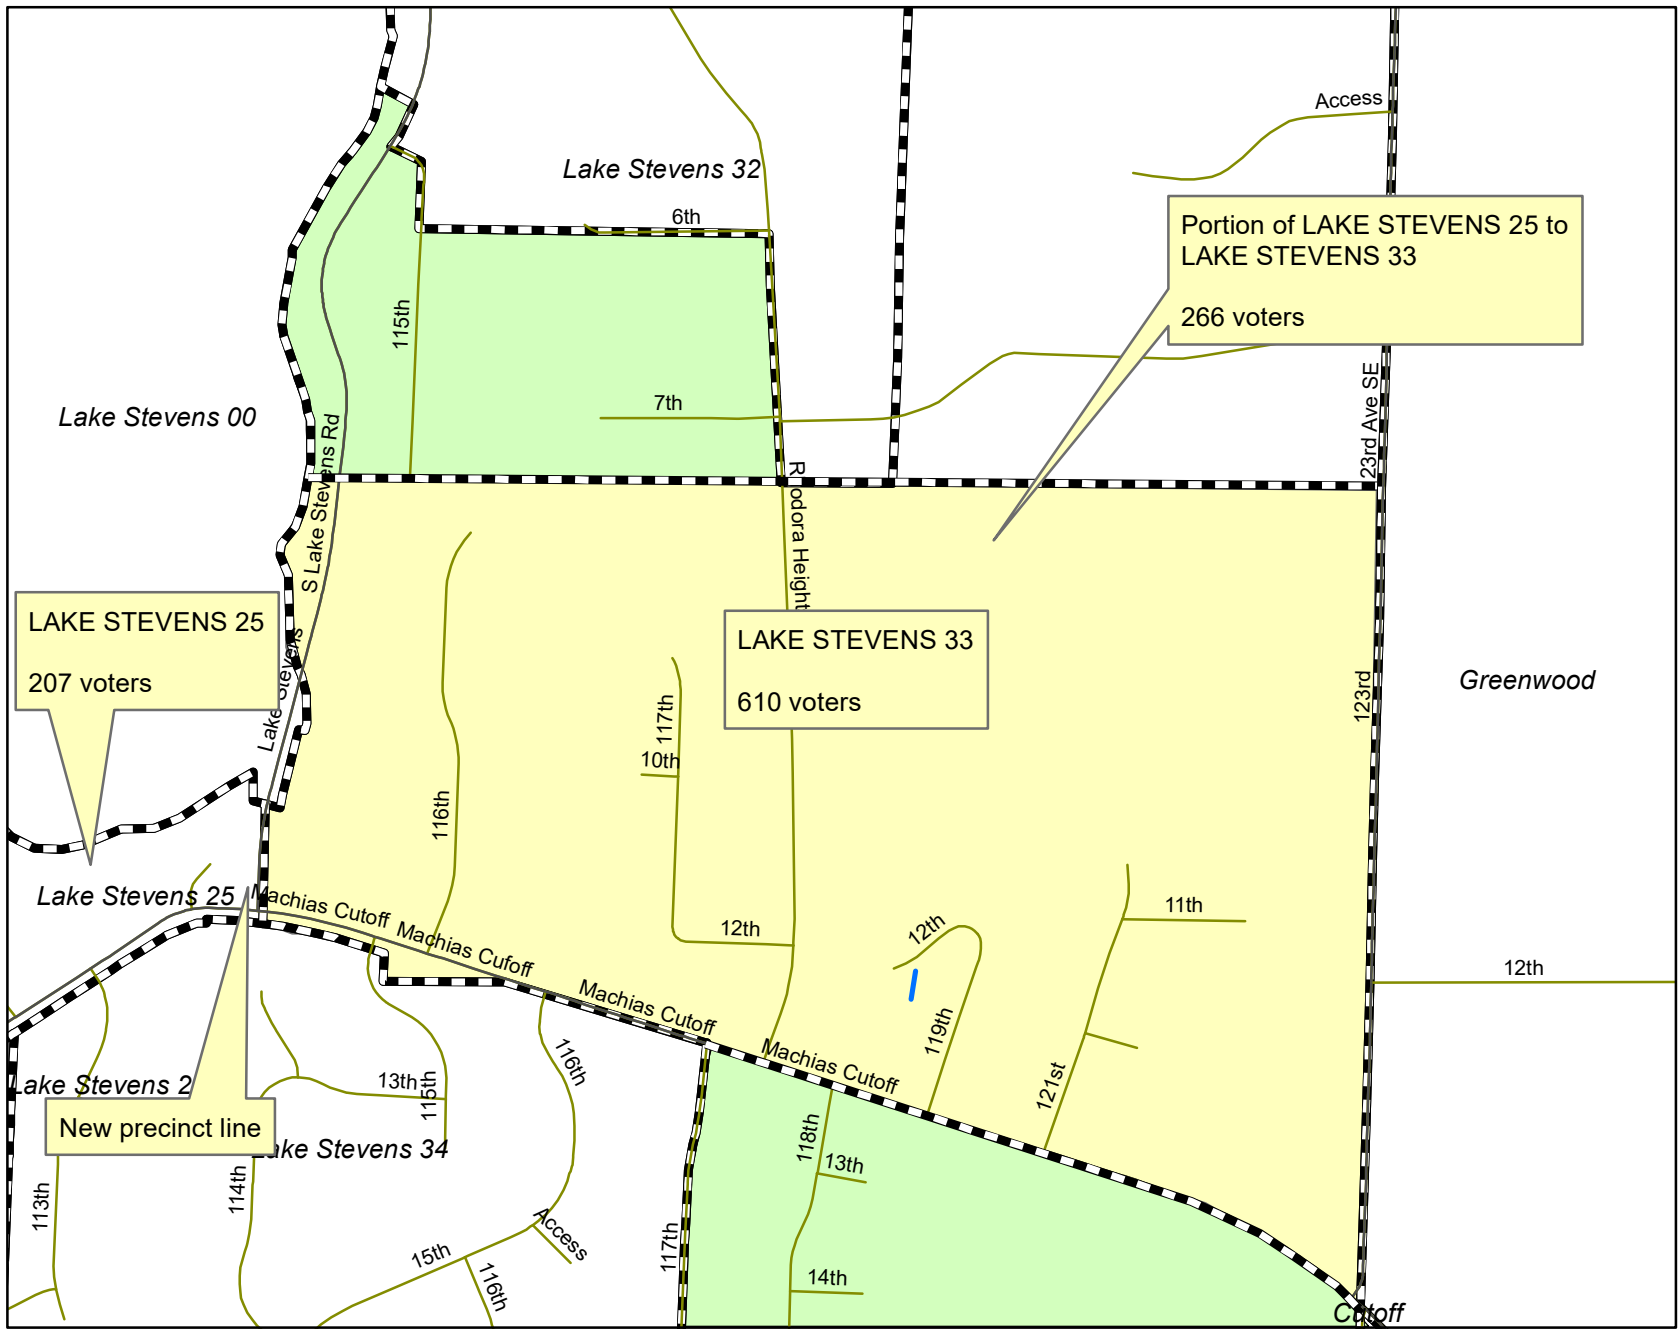 Access
Lake Stevens 32
6th
Portion of LAKE STEVENS 25 to
LAKE STEVENS 33
266 voters
115th
Lake Stevens 00
7th
23rd Ave SE
S Lake Stevens Rd
odora Height
LAKE STEVENS 25
207 voters
Lake Stevens
LAKE STEVENS 33
610 voters
Greenwood
123rd
117th
10th
116th
Lake Stevens 25
Machias Cutoff
Machias Cufoff
12th
12th
11th
12th
Machias Cutoff
Machias Cutoff
119th
121st
116th
13th
115th
Lake Stevens 2
New precinct line
ake Stevens 34
118th
13th
113th
114th
117th
Access
15th
116th
14th
Cutoff